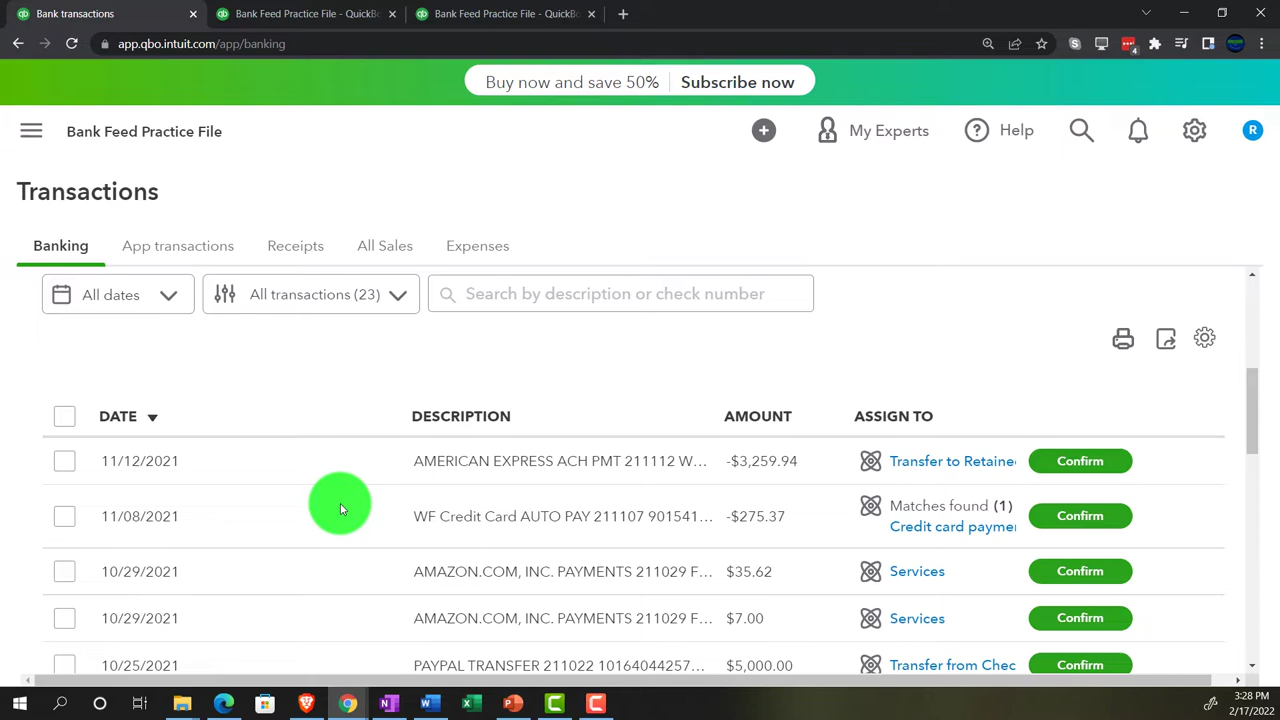 Bank transactions
Bank Feed Practice File - QuickBo
Bank Feed Practice File - QuickBo
app.qbo.intuit.com/app/banking
4
Buy now and save 50%
Subscribe now
Bank Feed Practice File
My Experts
Help
R
Transactions
Banking
App transactions
Receipts
All Sales
Expenses
All dates
All transactions (23)
Search by description or check number
DATE
DESCRIPTION
AMOUNT
ASSIGN TO
11/12/2021
AMERICAN EXPRESS ACH PMT 211112 W...
-$3,259.94
Transfer to Retaine
Confirm
11/08/2021
WF Credit Card AUTO PAY 211107 901541...
-$275.37
Matches found (1)
Credit card paymer
Confirm
10/29/2021
AMAZON.COM, INC. PAYMENTS 211029 F...
$35.62
Services
Confirm
10/29/2021
AMAZON.COM, INC. PAYMENTS 211029 F...
$7.00
Services
Confirm
10/25/2021
PAYPAL TRANSFER 211022 10164044257...
$5,000.00
Transfer from Chec
Confirm
3:28 PM
2/17/2022